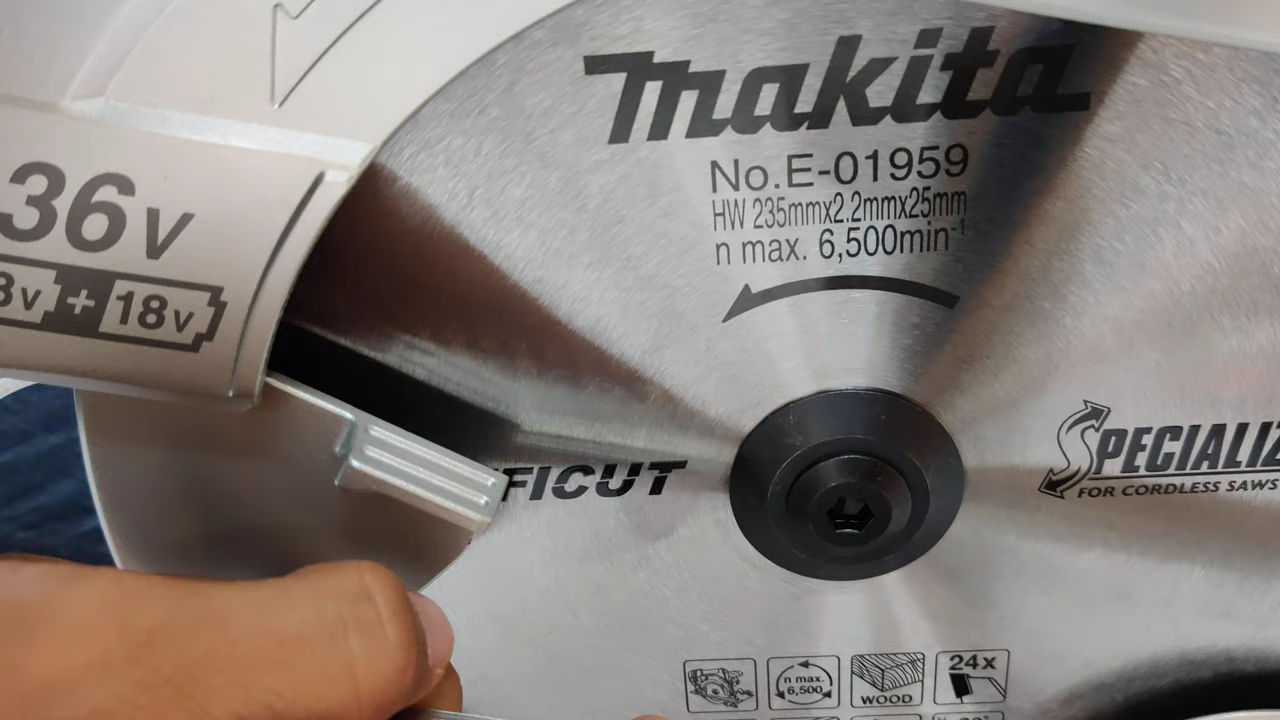 makita
No.E-01959
HW 235mmx2.2mmx25mm
n max. 6,500min⁻¹
36v
18v
FICUT
SPECIALIZ
FOR CORDLESS SAWS
n max.
6,500
WOOD
24x